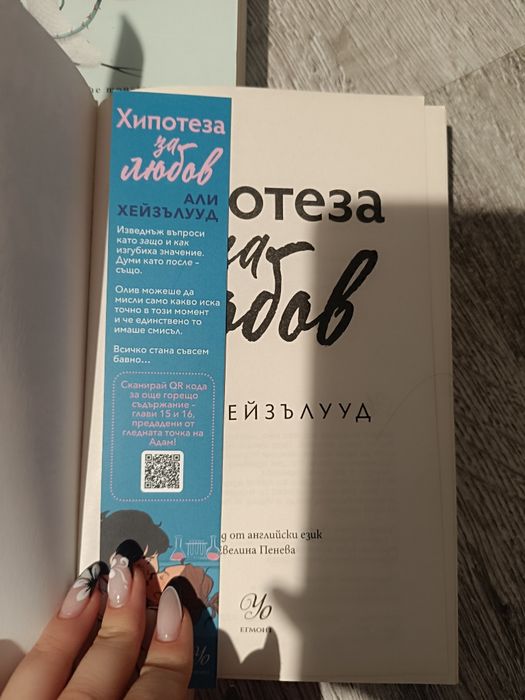 Хипотеза
за
любов
АЛИ
ХЕЙЗЪЛУУД
Изведнъж въпроси
като защо и как
изгубиха значение.
Думи като после –
също.
Олив можеше да
мисли само какво иска
точно в този момент
и че единствено то
имаше смисъл.
Всичко стана съвсем
бавно...
Сканирай QR кода
за още горещо
съдържание –
глави 15 и 16,
предадени от
гледната точка на
Адам!
отеза
за
бов
ЕЙЗЪЛУУД
д от английски език
велина Пенева
ЕГМОНТ